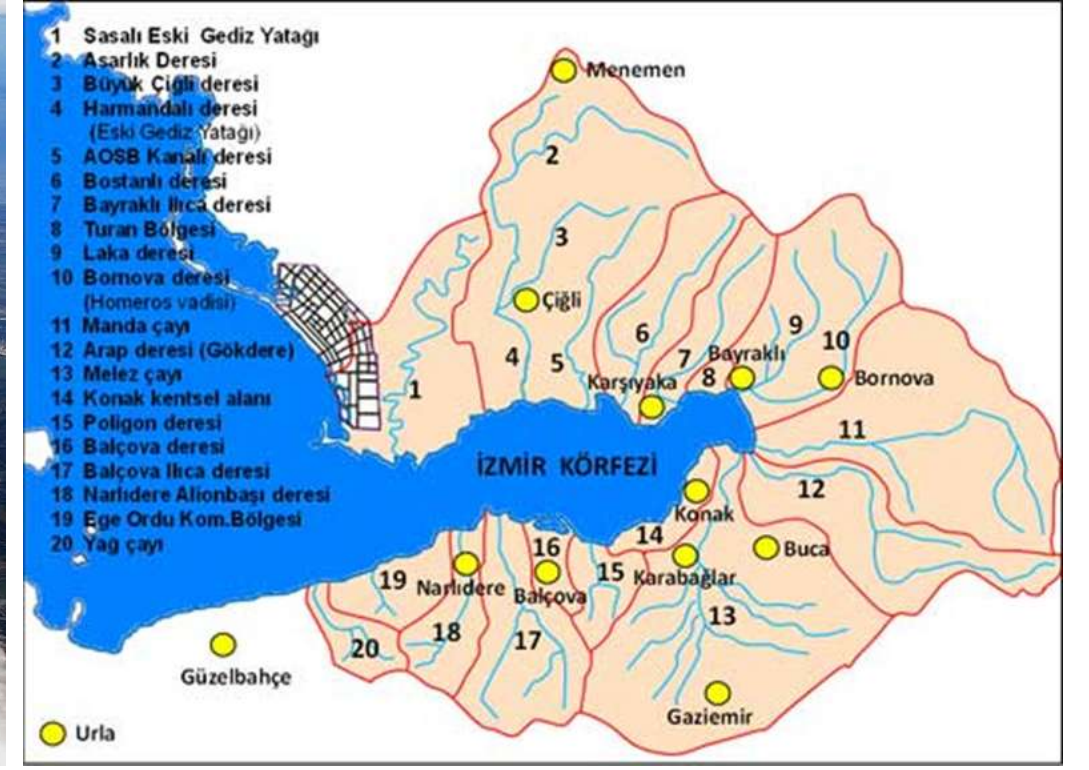 1 Sasalı Eski Gediz Yatağı
2 Asarlık Deresi
3 Büyük Çiğli deresi
4 Harmandalı deresi
(Eski Gediz Yatağı)
5 AOSB Kanalı deresi
6 Bostanlı deresi
7 Bayraklı Ilıca deresi
8 Turan Bölgesi
9 Laka deresi
10 Bornova deresi
(Homeros vadisi)
11 Manda çayı
12 Arap deresi (Gökdere)
13 Melez çayı
14 Konak kentsel alanı
15 Poligon deresi
16 Balçova deresi
17 Balçova Ilıca deresi
18 Narlıdere Alionbaşı deresi
19 Ege Ordu Kom.Bölgesi
20 Yag çayı
Menemen
2
3
Çiğli
6
9
10
4
5
7
Bayraklı
8
Karşıyaka
Bornova
1
11
İZMİR KÖRFEZİ
12
Konak
14
16
Buca
15
Karabağlar
19
Narlıdere
Balçova
13
18
17
20
Güzelbahçe
Gaziemir
Urla